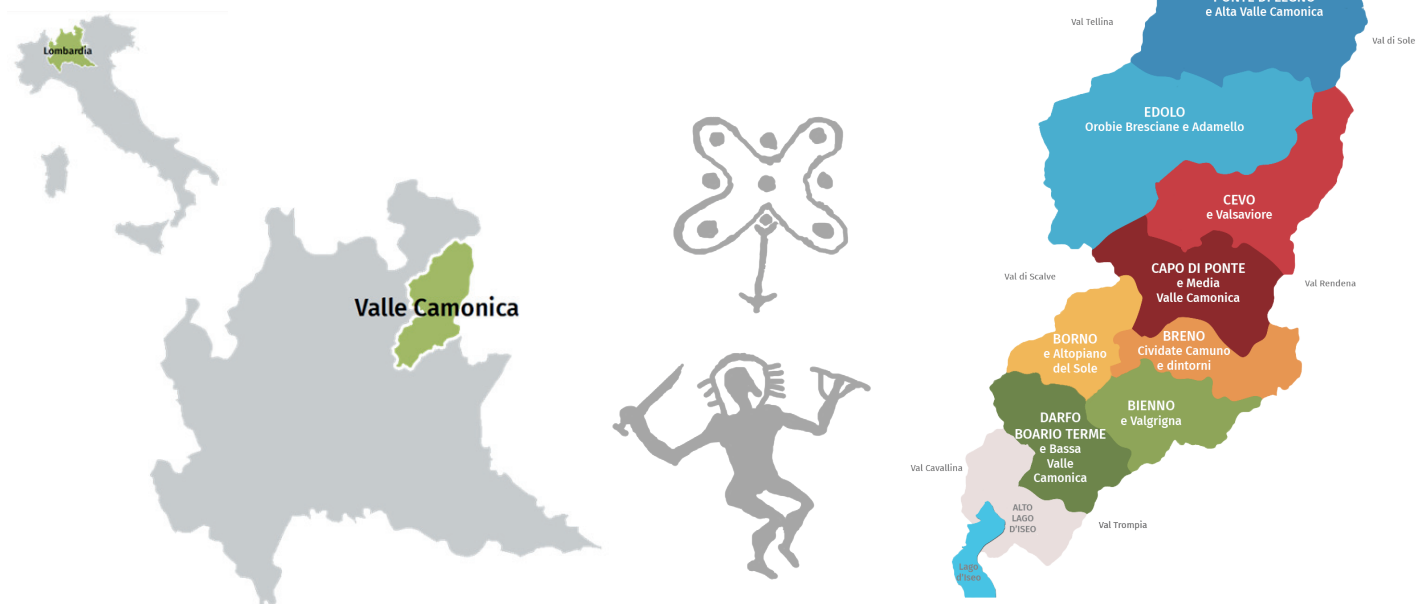 Lombardia
Valle Camonica
e Alta Valle Camonica
Val Tellina
Val di Sole
EDOLO
Orobie Bresciane e Adamello
CEVO
e Valsaviore
CAPO DI PONTE
e Media
Valle Camonica
Val di Scalve
Val Rendena
BORNO
e Altopiano
del Sole
BRENO
Cividate Camuno
e dintorni
BIENNO
e Valgrigna
DARFO
BOARIO TERME
e Bassa
Valle
Camonica
Val Cavallina
ALTO
LAGO
D'ISEO
Val Trompia
Lago
d'Iseo